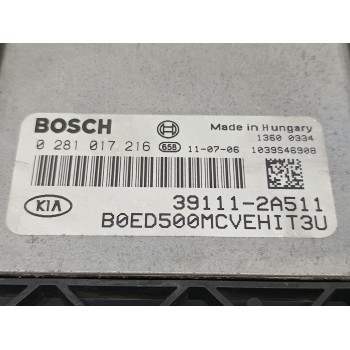 BOSCH
Made in Hungary
1360 0334
0 281 017 216 658 11-07-06 1039S46908
KIA
39111-2A511
B0ED500MCVEHIT3U